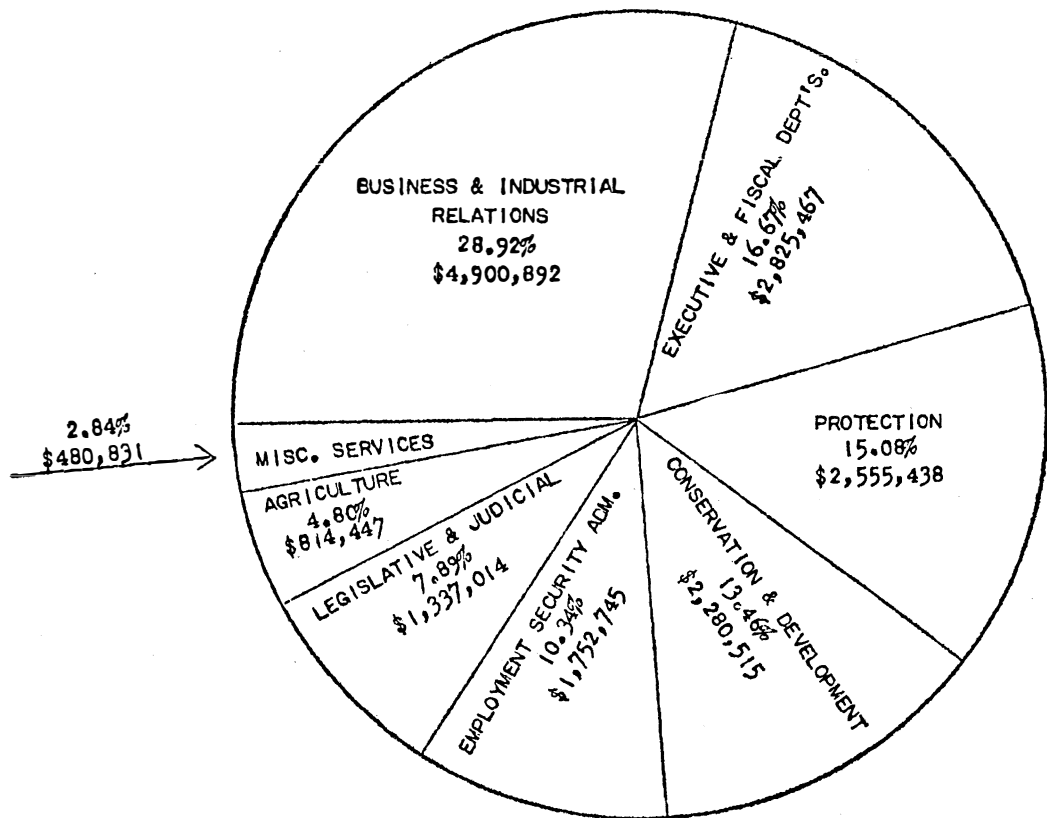 BUSINESS & INDUSTRIAL
RELATIONS
28.92%
$4,900,892
EXECUTIVE & FISCAL DEPT'S.
16.67%
$2,825,467
PROTECTION
15.08%
$2,555,438
CONSERVATION & DEVELOPMENT
13.46%
$2,280,515
EMPLOYMENT SECURITY ADM.
10.34%
$1,752,745
LEGISLATIVE & JUDICIAL
7.89%
$1,337,014
AGRICULTURE
4.80%
$814,447
MISC. SERVICES
2.84%
$480,831